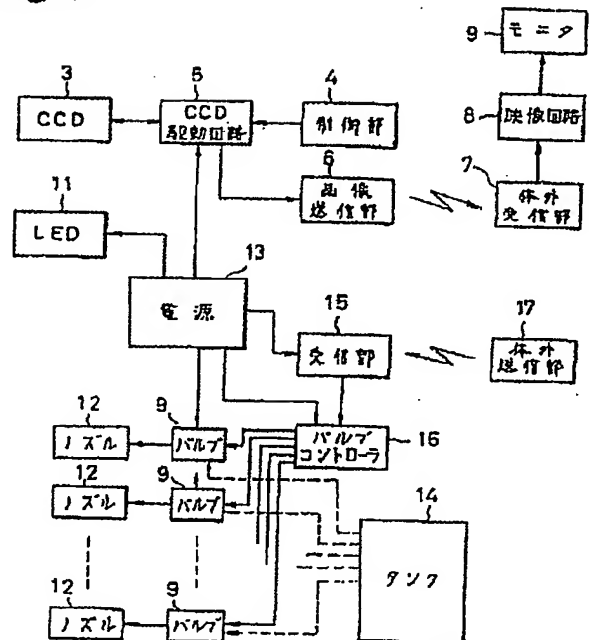 9
モニタ
3
5
4
CCD
CCD
駆動回路
制御部
8
映像回路
6
7
画像
送信部
体外
受信部
11
LED
13
電源
15
17
受信部
体外
送信部
12
9
ノズル
バルブ
バルブ
コントローラ
16
12
9
ノズル
バルブ
14
タンク
12
9
ノズル
バルブ